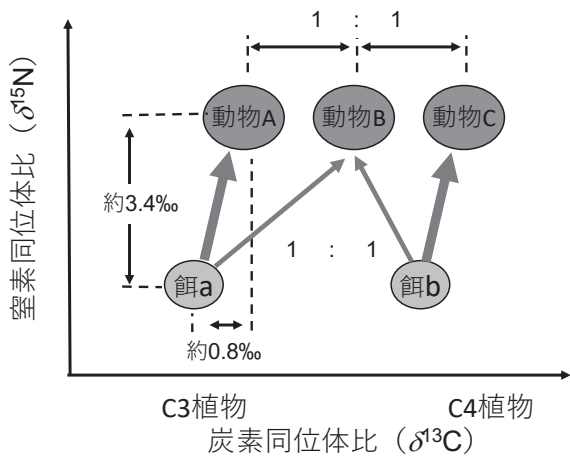 1 : 1
動物A 動物B 動物C
約3.4‰
1 : 1
餌a 餌b
約0.8‰
窒素同位体比（δ15N）
C3植物 C4植物
炭素同位体比（δ13C）